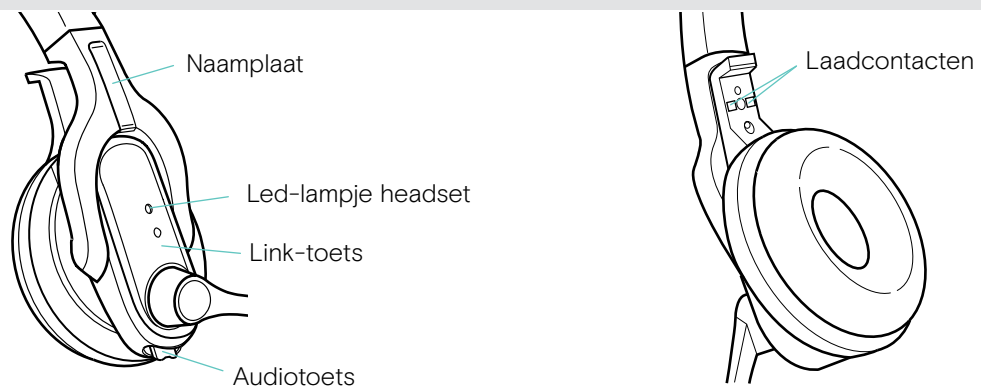 Naamplaat
Laadcontacten
Led-lampje headset
Link-toets
Audiotoets